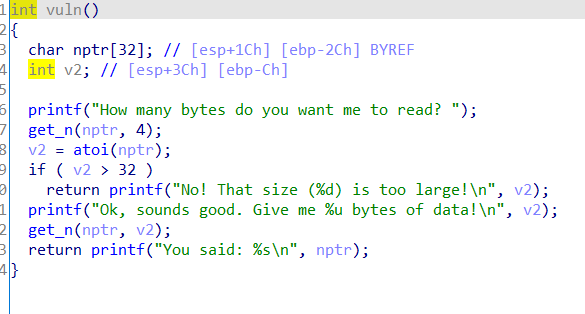 1 int vuln()
2 {
3   char nptr[32]; // [esp+1Ch] [ebp-2Ch] BYREF
4   int v2; // [esp+3Ch] [ebp-Ch]
5
6   printf("How many bytes do you want me to read? ");
7   get_n(nptr, 4);
8   v2 = atoi(nptr);
9   if ( v2 > 32 )
0     return printf("No! That size (%d) is too large!\n", v2);
1   printf("Ok, sounds good. Give me %u bytes of data!\n", v2);
2   get_n(nptr, v2);
3   return printf("You said: %s\n", nptr);
4 }